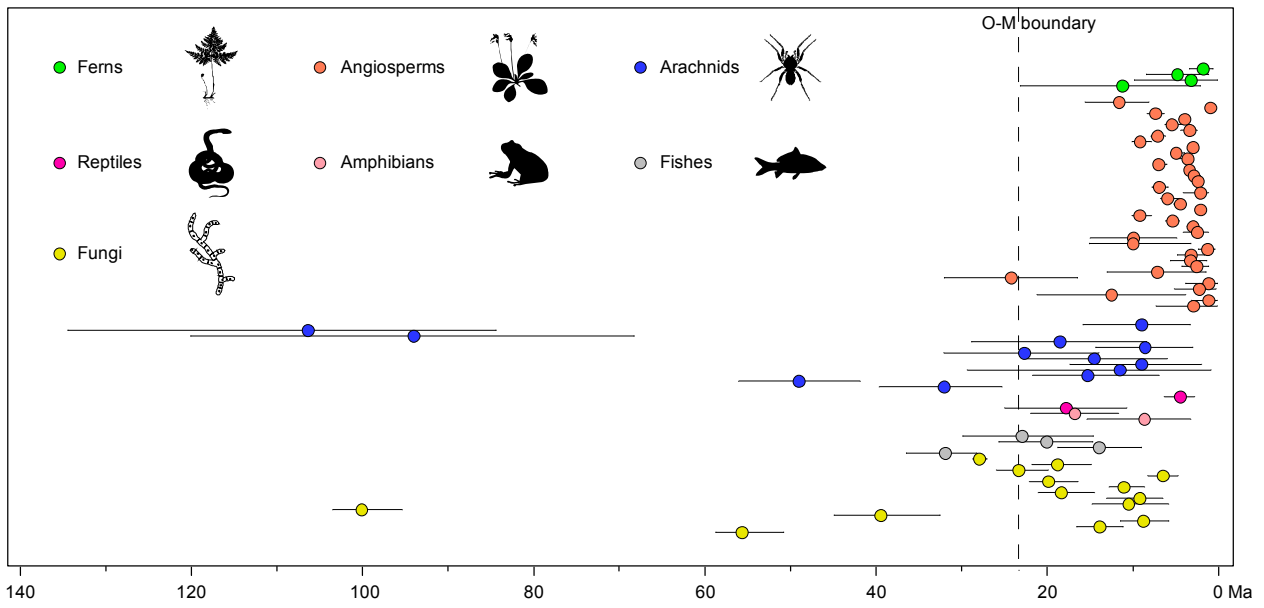 O-M boundary
Ferns
Angiosperms
Arachnids
Reptiles
Amphibians
Fishes
Fungi
140 120 100 80 60 40 20 0 Ma